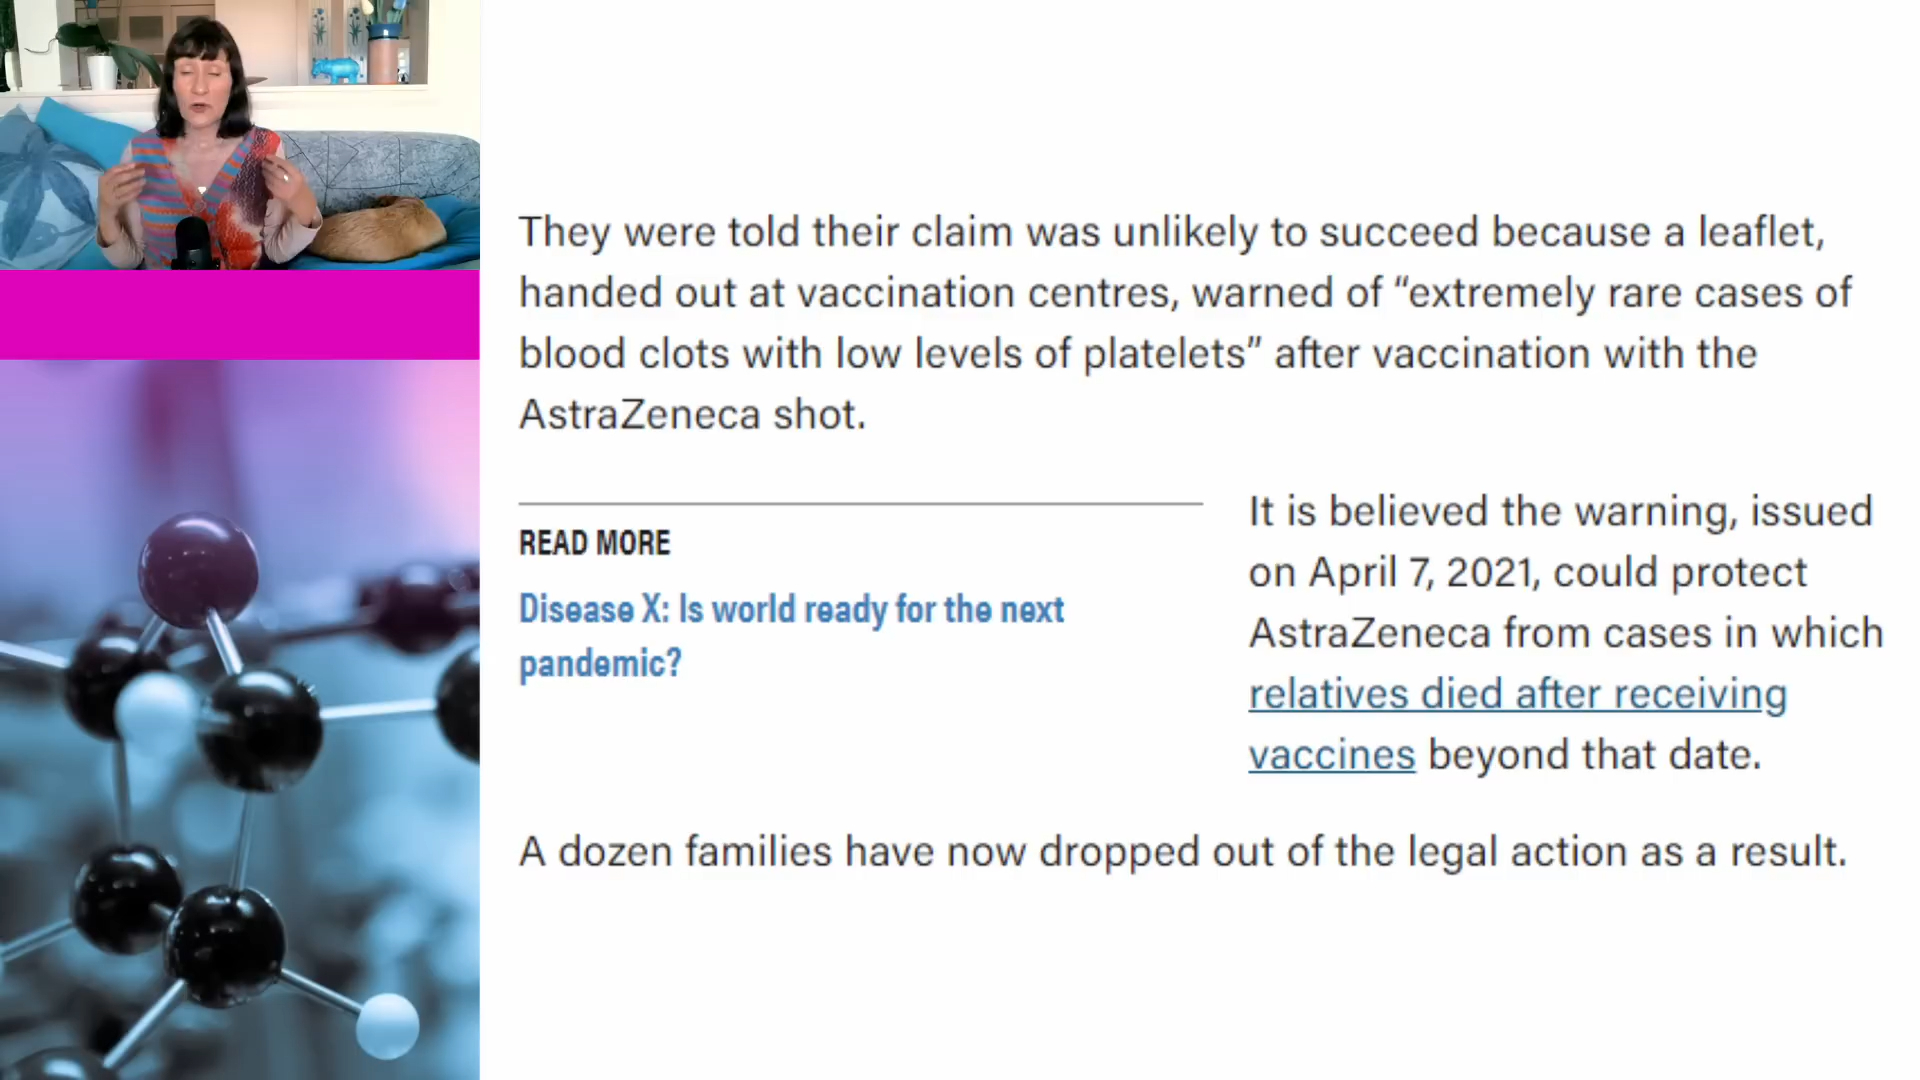 They were told their claim was unlikely to succeed because a leaflet,
handed out at vaccination centres, warned of “extremely rare cases of
blood clots with low levels of platelets” after vaccination with the
AstraZeneca shot.
READ MORE
Disease X: Is world ready for the next
pandemic?
It is believed the warning, issued
on April 7, 2021, could protect
AstraZeneca from cases in which
relatives died after receiving
vaccines beyond that date.
A dozen families have now dropped out of the legal action as a result.